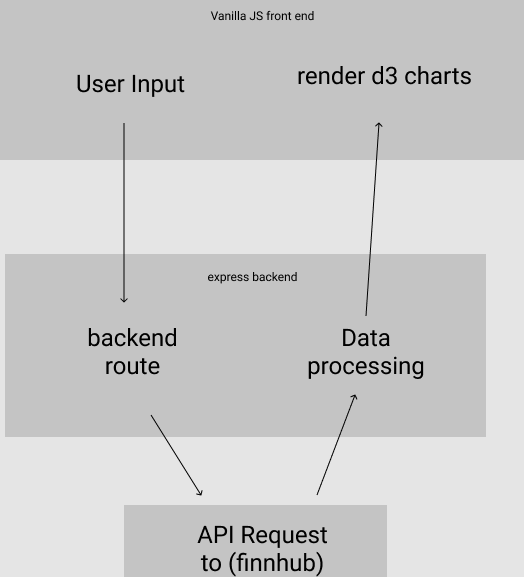 Vanilla JS front end
User Input
render d3 charts
express backend
backend
route
Data
processing
API Request
to (finnhub)